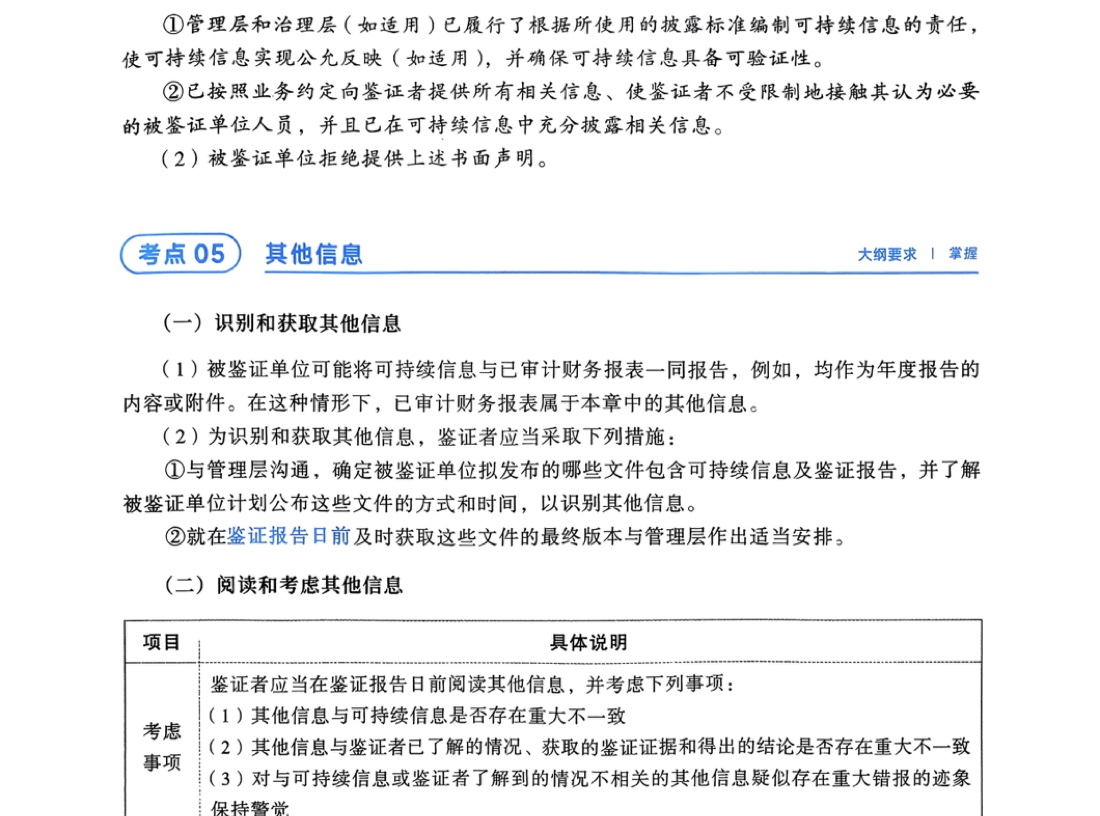 ①管理层和治理层（如适用）已履行了根据所使用的披露标准编制可持续信息的责任，
使可持续信息实现公允反映（如适用），并确保可持续信息具备可验证性。
②已按照业务约定向鉴证者提供所有相关信息、使鉴证者不受限制地接触其认为必要
的被鉴证单位人员，并且已在可持续信息中充分披露相关信息。
（2）被鉴证单位拒绝提供上述书面声明。
考点 05 其他信息 大纲要求 | 掌握
（一）识别和获取其他信息
（1）被鉴证单位可能将可持续信息与已审计财务报表一同报告，例如，均作为年度报告的
内容或附件。在这种情形下，已审计财务报表属于本章中的其他信息。
（2）为识别和获取其他信息，鉴证者应当采取下列措施：
①与管理层沟通，确定被鉴证单位拟发布的哪些文件包含可持续信息及鉴证报告，并了解
被鉴证单位计划公布这些文件的方式和时间，以识别其他信息。
②就在鉴证报告日前及时获取这些文件的最终版本与管理层作出适当安排。
（二）阅读和考虑其他信息
项目 具体说明
考虑
事项
鉴证者应当在鉴证报告日前阅读其他信息，并考虑下列事项：
（1）其他信息与可持续信息是否存在重大不一致
（2）其他信息与鉴证者已了解的情况、获取的鉴证证据和得出的结论是否存在重大不一致
（3）对与可持续信息或鉴证者了解到的情况不相关的其他信息疑似存在重大错报的迹象
保持警觉